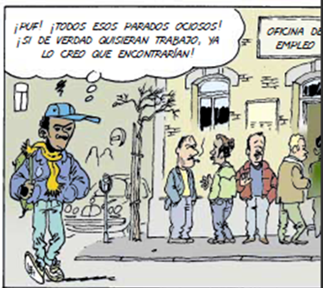 ¡PUF! ¡TODOS ESOS PARADOS OCIOSOS!
¡SI DE VERDAD QUISIERAN TRABAJO, YA
LO CREO QUE ENCONTRARÍAN!
OFICINA DE
EMPLEO